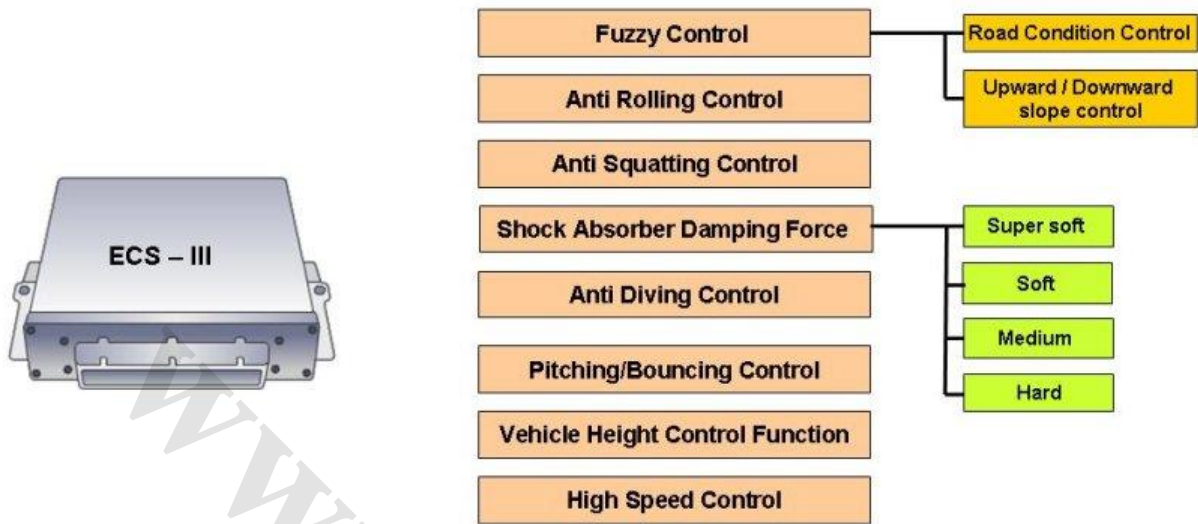 ECS – III
Fuzzy Control
Road Condition Control
Upward / Downward
slope control
Anti Rolling Control
Anti Squatting Control
Shock Absorber Damping Force
Super soft
Soft
Medium
Hard
Anti Diving Control
Pitching/Bouncing Control
Vehicle Height Control Function
High Speed Control